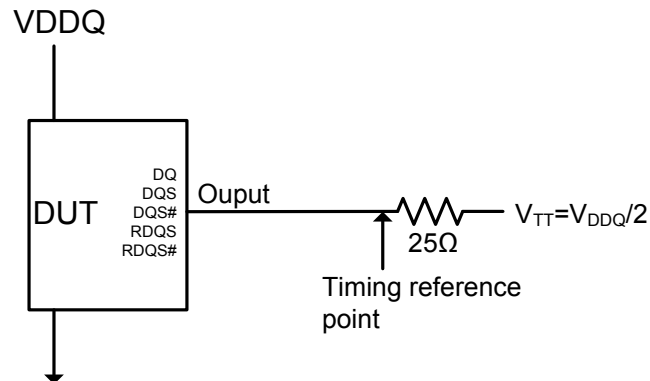 VDDQ
DUT
DQ
DQS
DQS#
RDQS
RDQS#
Ouput
25Ω
V_TT=V_DDQ/2
Timing reference
point